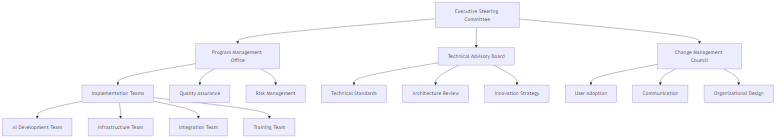 Executive Steering
Committee
Program Management
Office
Technical Advisory Board
Change Management
Council
Implementation Teams
Quality Assurance
Risk Management
Technical Standards
Architecture Review
Innovation Strategy
User Adoption
Communication
Organizational Design
AI Development Team
Infrastructure Team
Integration Team
Training Team